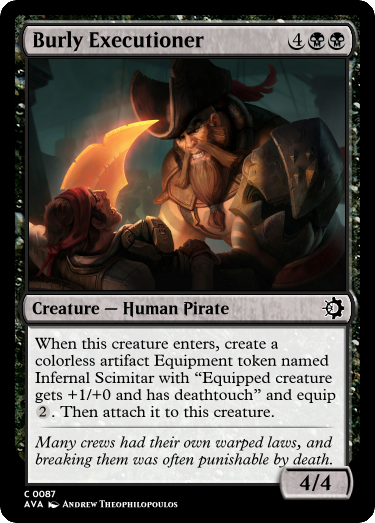 Burly Executioner 4
Creature — Human Pirate
When this creature enters, create a
colorless artifact Equipment token named
Infernal Scimitar with “Equipped creature
gets +1/+0 and has deathtouch” and equip
2. Then attach it to this creature.
Many crews had their own warped laws, and
breaking them was often punishable by death.
4/4
C 0087
AVA Andrew Theophilopoulos